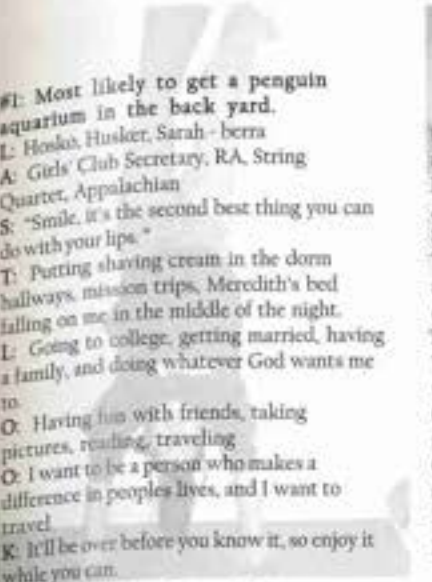 #1: Most likely to get a penguin
aquarium in the back yard.
L: Hosko, Husker, Sarah - berra
A: Girls' Club Secretary, RA, String
Quartet, Appalachian
S: "Smile, it's the second best thing you can
do with your lips."
T: Putting shaving cream in the dorm
hallways, mission trips, Meredith's bed
falling on me in the middle of the night.
L: Going to college, getting married, having
a family, and doing whatever God wants me
to.
O: Having fun with friends, taking
pictures, reading, traveling
O: I want to be a person who makes a
difference in peoples lives, and I want to
travel
K: It'll be over before you know it, so enjoy it
while you can.